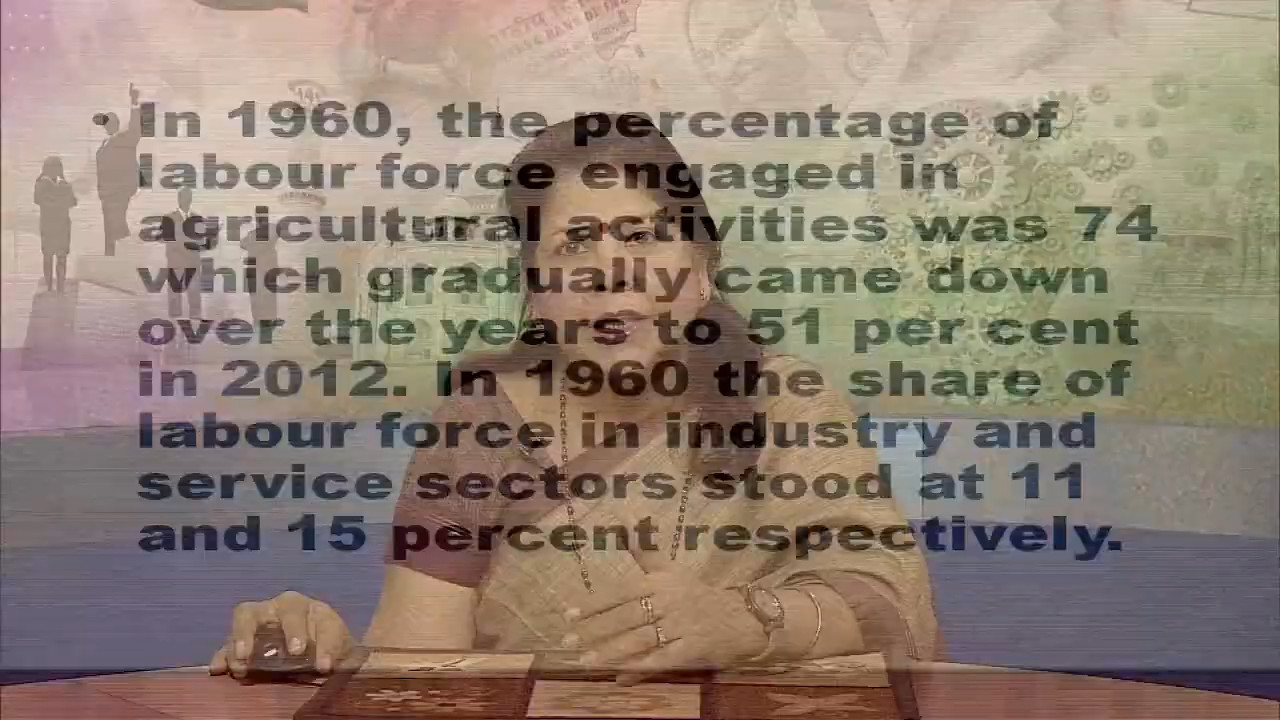 • In 1960, the percentage of
labour force engaged in
agricultural activities was 74
which gradually came down
over the years to 51 per cent
in 2012. In 1960 the share of
labour force in industry and
service sectors stood at 11
and 15 percent respectively.